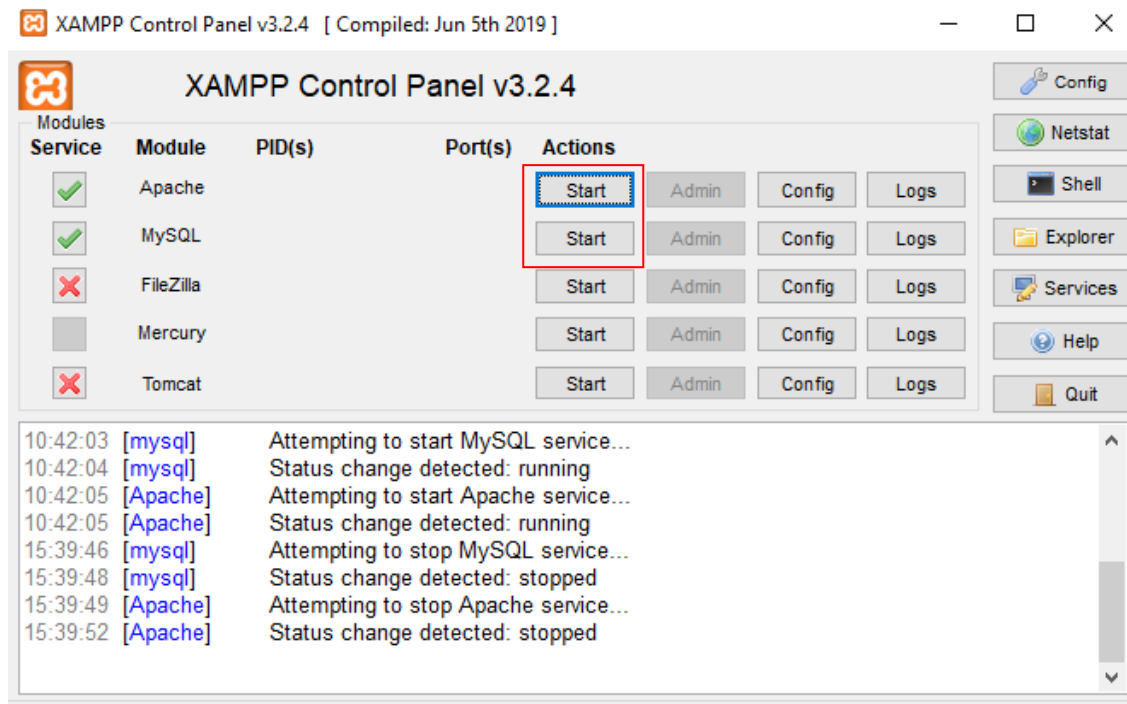 XAMPP Control Panel v3.2.4 [ Compiled: Jun 5th 2019 ]
XAMPP Control Panel v3.2.4
Config
Modules
Service Module PID(s) Port(s) Actions
Netstat
Apache Start Admin Config Logs
Shell
MySQL Start Admin Config Logs
Explorer
FileZilla Start Admin Config Logs
Services
Mercury Start Admin Config Logs
Help
Tomcat Start Admin Config Logs
Quit
10:42:03 [mysql] Attempting to start MySQL service...
10:42:04 [mysql] Status change detected: running
10:42:05 [Apache] Attempting to start Apache service...
10:42:05 [Apache] Status change detected: running
15:39:46 [mysql] Attempting to stop MySQL service...
15:39:48 [mysql] Status change detected: stopped
15:39:49 [Apache] Attempting to stop Apache service...
15:39:52 [Apache] Status change detected: stopped